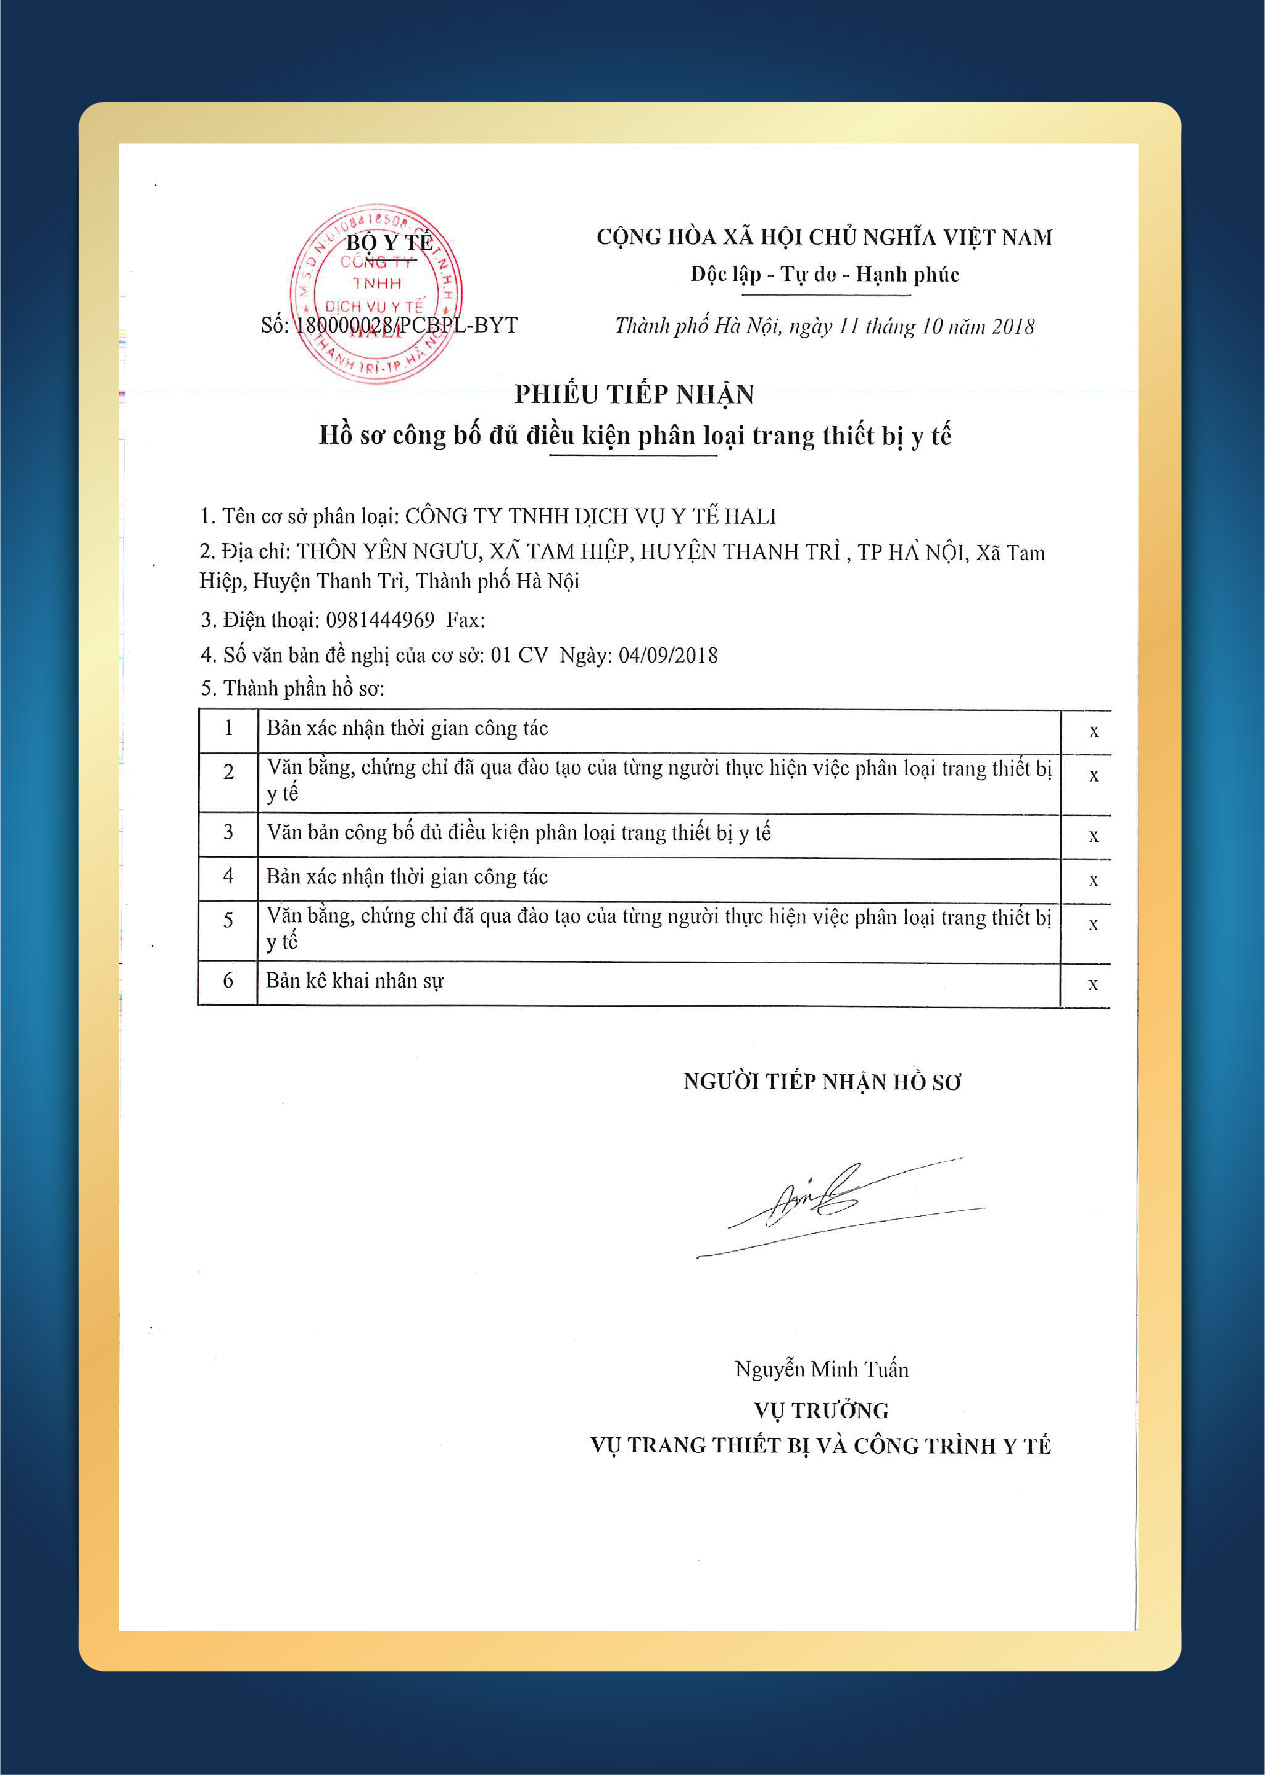 BỘ Y TẾ
M.S.D.N:0108418508-C.T.T.N.H.H
CÔNG TY
TNHH
DỊCH VỤ Y TẾ
HALI
THANH TRÌ-TP.HÀ NỘI
Số: 180000028/PCBPL-BYT
CỘNG HÒA XÃ HỘI CHỦ NGHĨA VIỆT NAM
Độc lập - Tự do - Hạnh phúc
Thành phố Hà Nội, ngày 11 tháng 10 năm 2018
PHIẾU TIẾP NHẬN
Hồ sơ công bố đủ điều kiện phân loại trang thiết bị y tế
1. Tên cơ sở phân loại: CÔNG TY TNHH DỊCH VỤ Y TẾ HALI
2. Địa chỉ: THÔN YÊN NGƯU, XÃ TAM HIỆP, HUYỆN THANH TRÌ , TP HÀ NỘI, Xã Tam
Hiệp, Huyện Thanh Trì, Thành phố Hà Nội
3. Điện thoại: 0981444969 Fax:
4. Số văn bản đề nghị của cơ sở: 01 CV Ngày: 04/09/2018
5. Thành phần hồ sơ:
1 Bản xác nhận thời gian công tác x
2 Văn bằng, chứng chỉ đã qua đào tạo của từng người thực hiện việc phân loại trang thiết bị x
y tế
3 Văn bản công bố đủ điều kiện phân loại trang thiết bị y tế x
4 Bản xác nhận thời gian công tác x
5 Văn bằng, chứng chỉ đã qua đào tạo của từng người thực hiện việc phân loại trang thiết bị x
y tế
6 Bản kê khai nhân sự x
NGƯỜI TIẾP NHẬN HỒ SƠ
Nguyễn Minh Tuấn
VỤ TRƯỞNG
VỤ TRANG THIẾT BỊ VÀ CÔNG TRÌNH Y TẾ